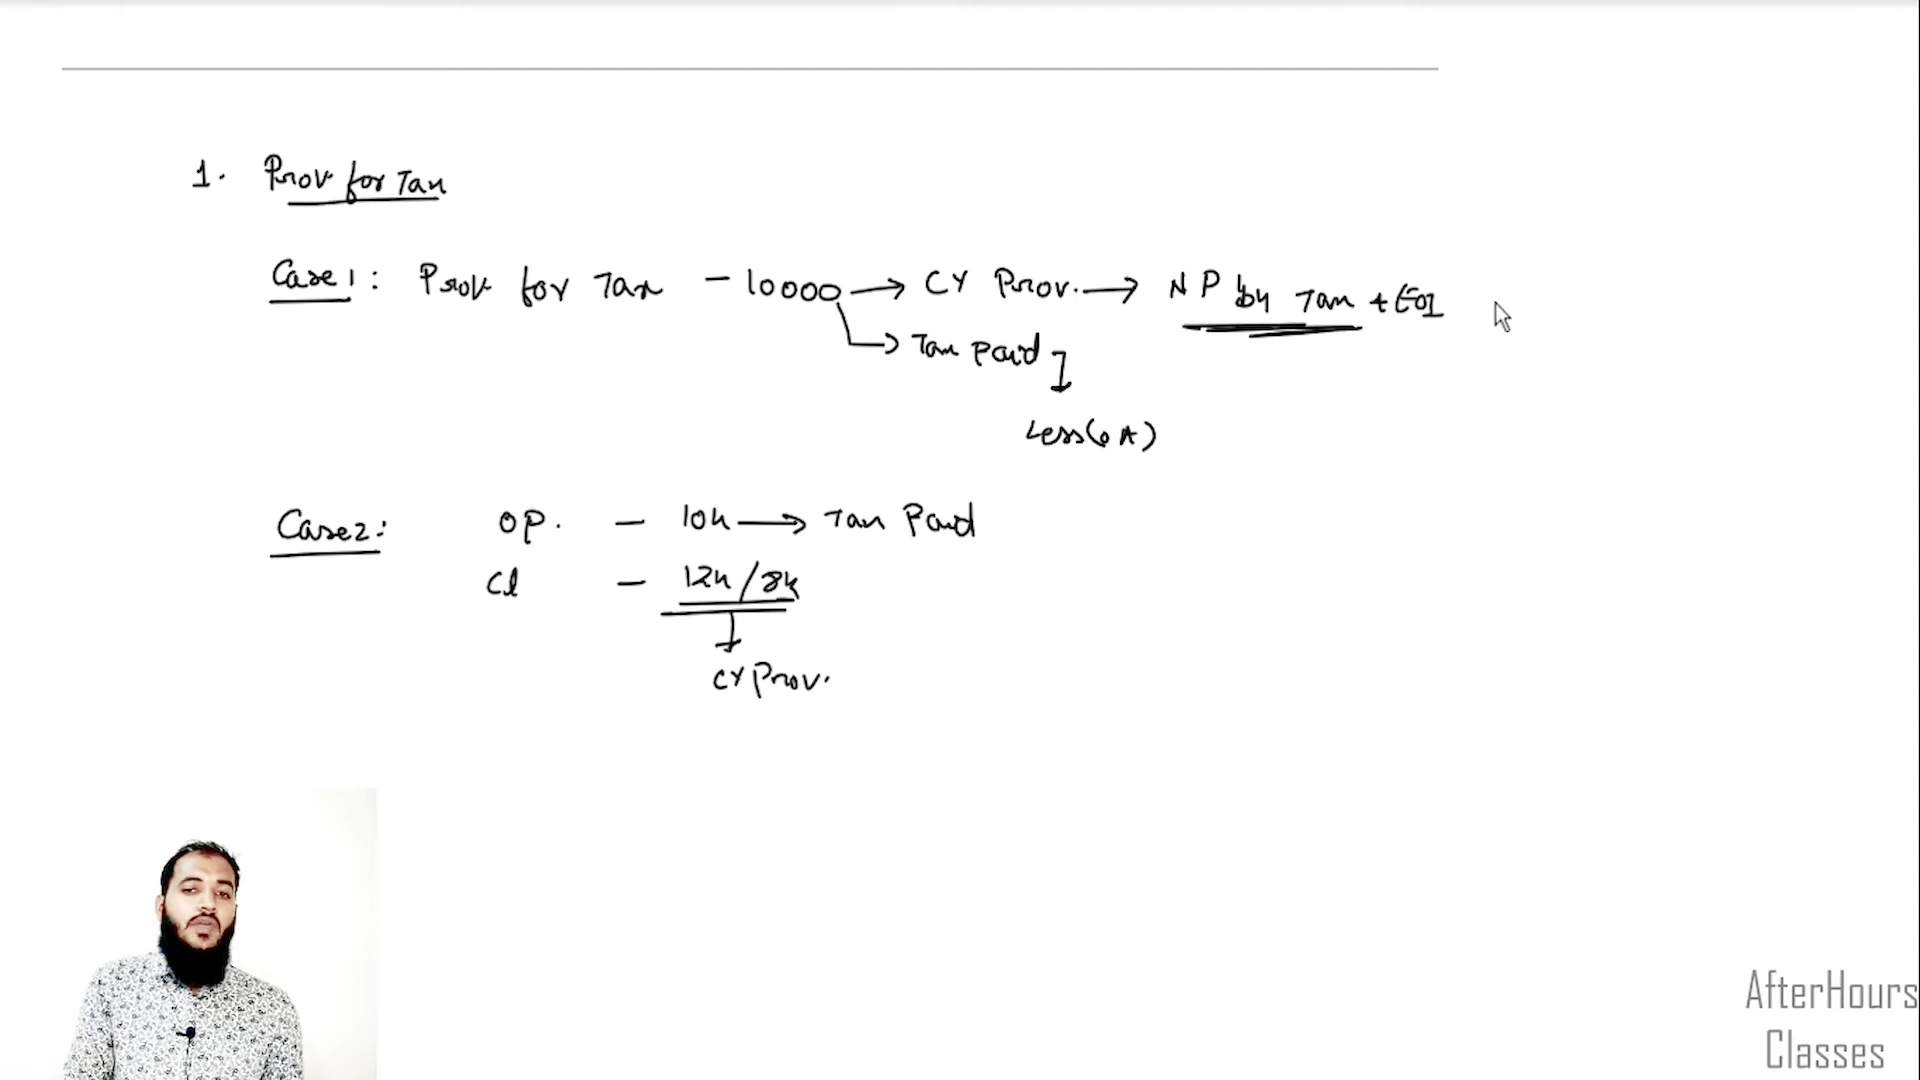 1. Prov for Tax
Case 1 : Prov for Tax - 10000 → CY Prov. → NP by Tax + EOI
→ Tax Paid
Less (OA)
Case 2: OP. - 10k → Tax Paid
Cl - 12k/8k
CY Prov.
AfterHours
Classes